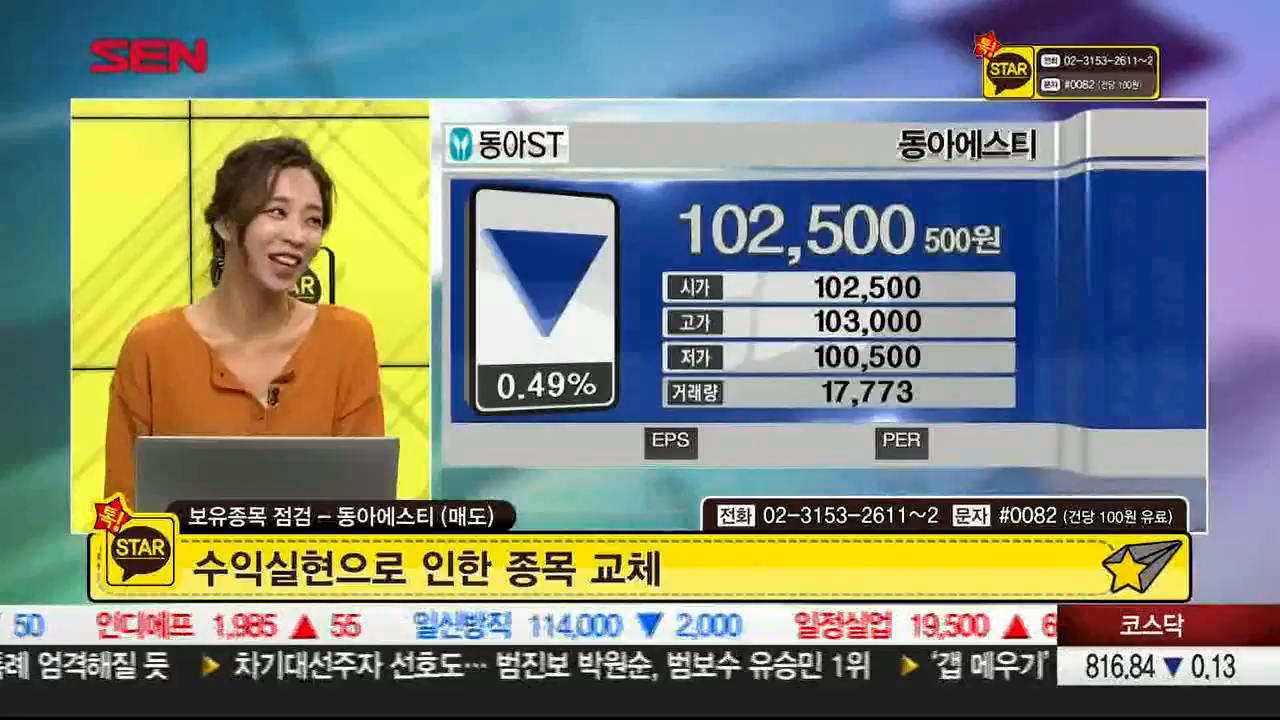 SEN
톡!
STAR
전화 02-3153-2611~2
문자 #0082 (건당 100원)
동아ST
동아에스티
102,500 500원
0.49%
시가 102,500
고가 103,000
저가 100,500
거래량 17,773
EPS
PER
AR
보유종목 점검 - 동아에스티 (매도)
전화 02-3153-2611~2 문자 #0082 (건당 100원 유료)
톡!
STAR
수익실현으로 인한 종목 교체
50 인디에프 1,985 ▲ 55 일신방직 114,000 ▼ 2,000 일정실업 19,500 ▲ 6
코스닥
특례 엄격해질 듯 ▶ 차기대선주자 선호도… 범진보 박원순, 범보수 유승민 1위 ▶ '갭 메우기'
816.84 ▼ 0.13